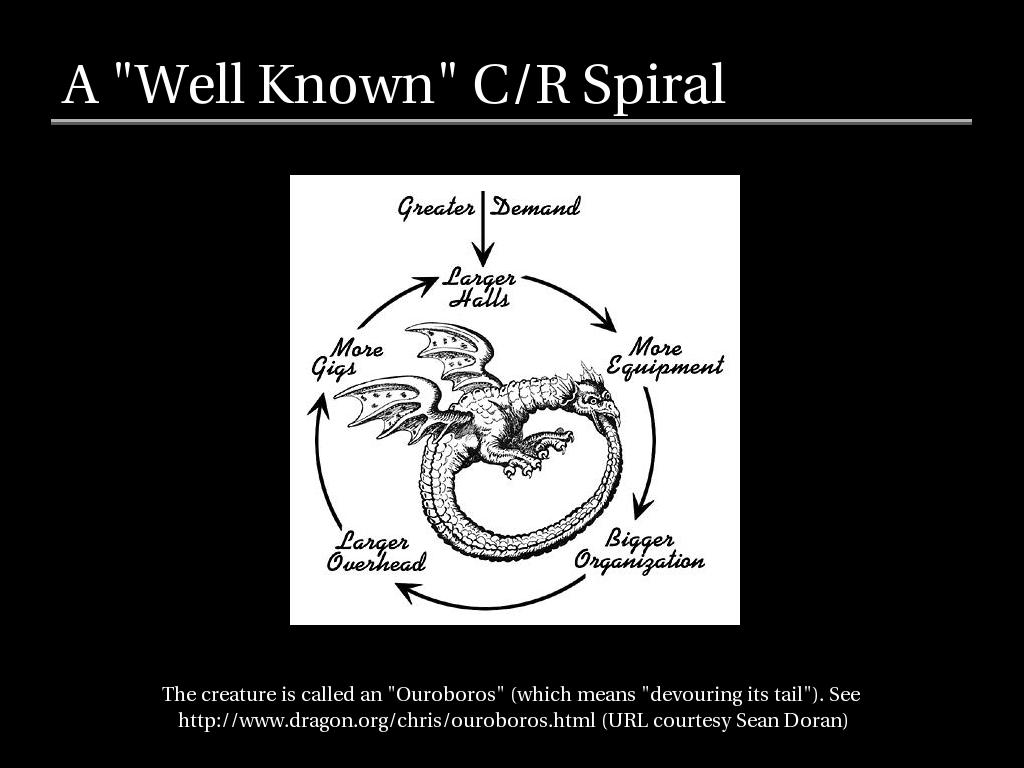 A "Well Known" C/R Spiral
Greater Demand
Larger
Halls
More
Equipment
Bigger
Organization
Larger
Overhead
More
Gigs
The creature is called an "Ouroboros" (which means "devouring its tail"). See
http://www.dragon.org/chris/ouroboros.html (URL courtesy Sean Doran)